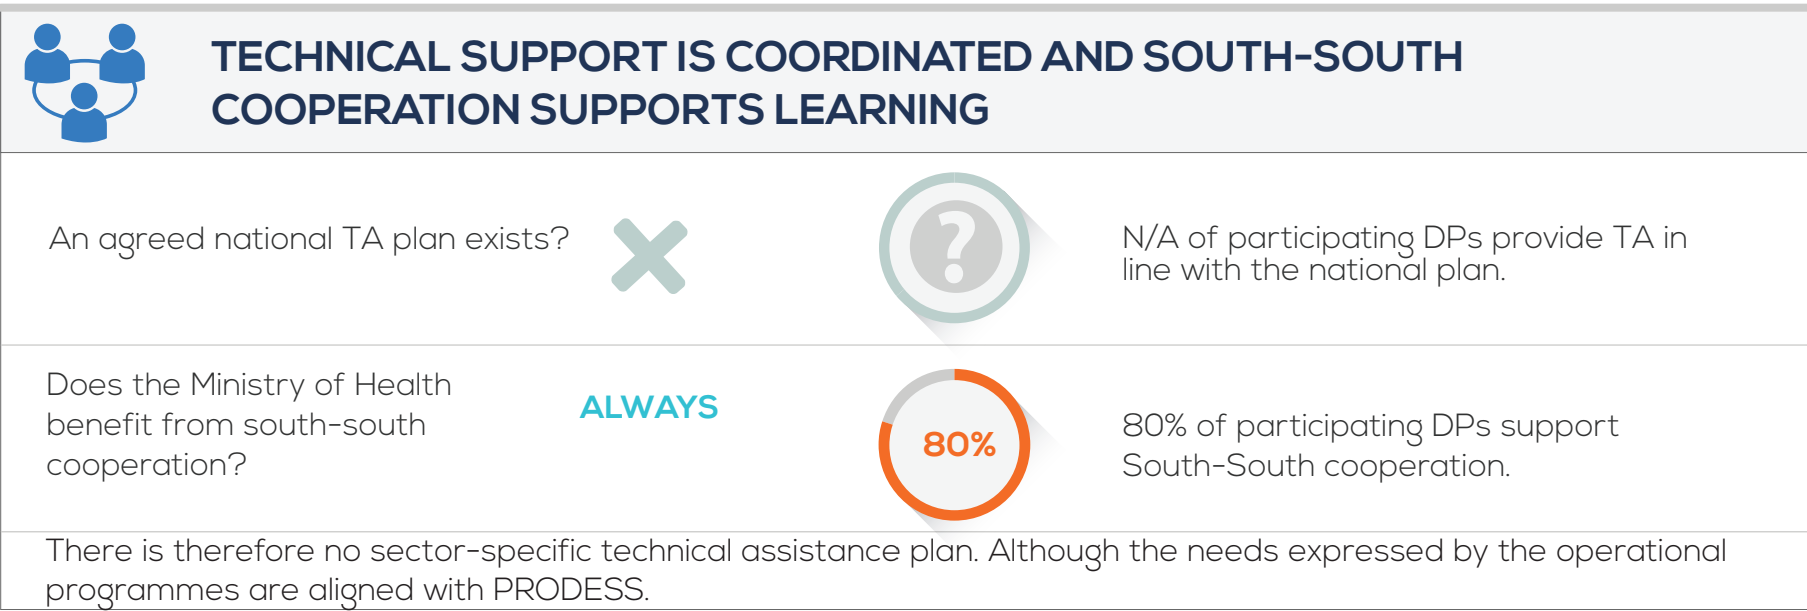 TECHNICAL SUPPORT IS COORDINATED AND SOUTH-SOUTH
COOPERATION SUPPORTS LEARNING
An agreed national TA plan exists?
?
N/A of participating DPs provide TA in
line with the national plan.
Does the Ministry of Health
benefit from south-south
cooperation?
ALWAYS
80%
80% of participating DPs support
South-South cooperation.
There is therefore no sector-specific technical assistance plan. Although the needs expressed by the operational
programmes are aligned with PRODESS.